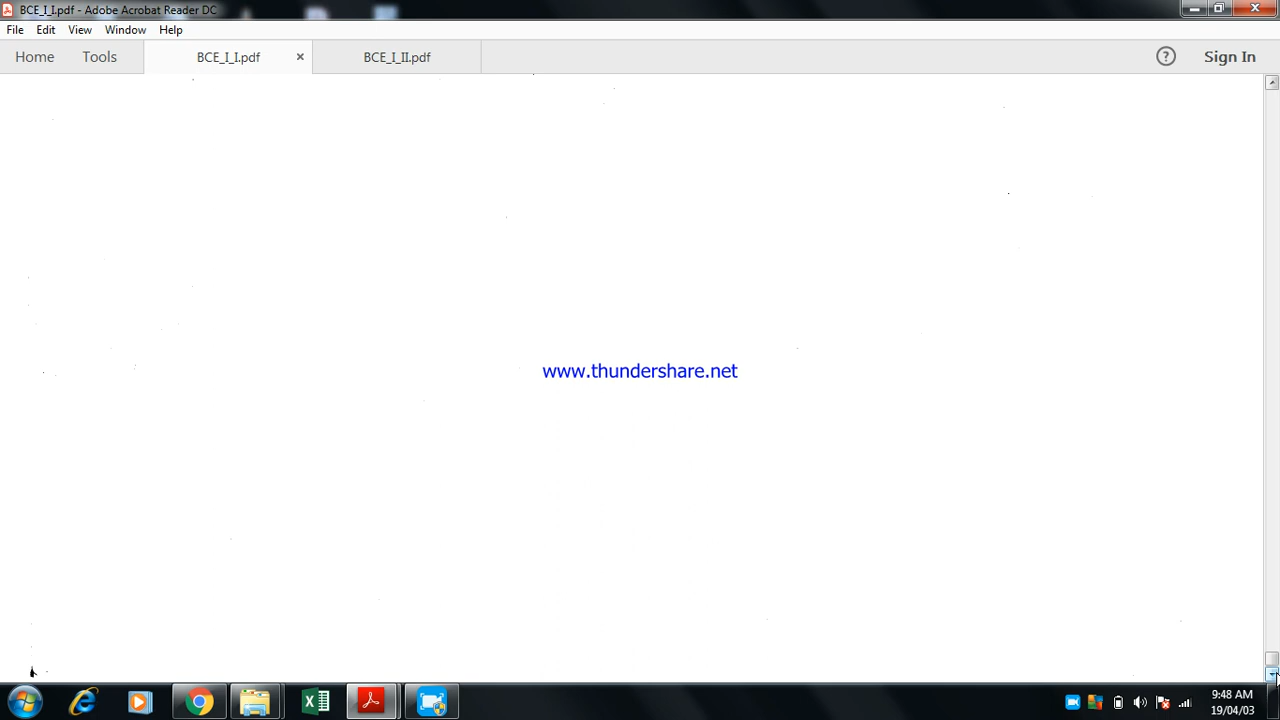 BCE_I_I.pdf - Adobe Acrobat Reader DC
File Edit View Window Help
Home Tools BCE_I_I.pdf × BCE_I_II.pdf ? Sign In
www.thundershare.net
9:48 AM
19/04/03